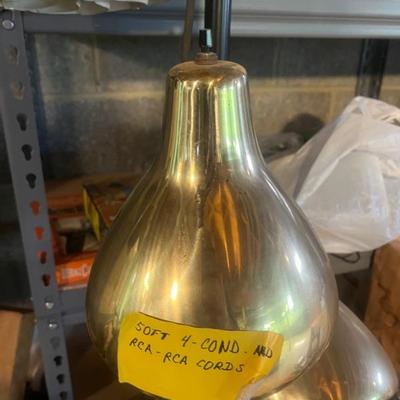 SOFT 4-COND. AND
RCA-RCA CORDS